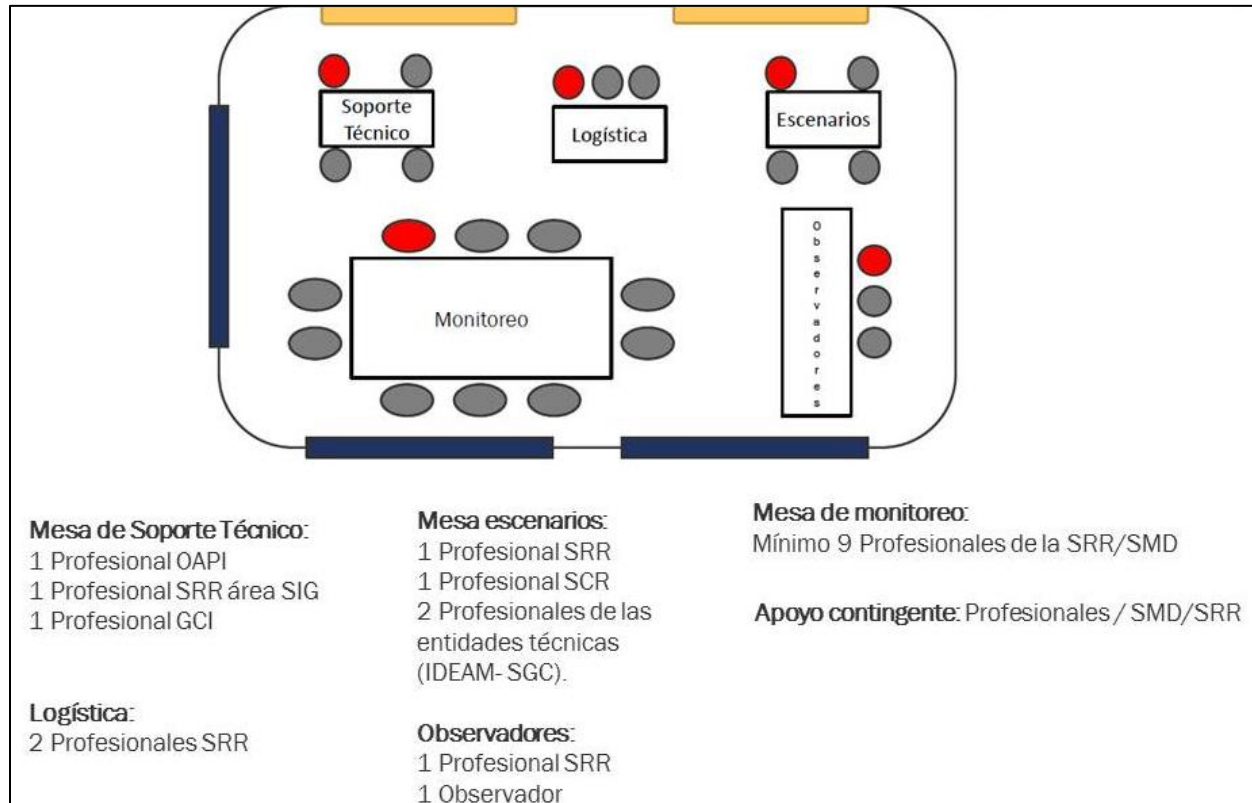 Soporte
Técnico
Logística
Escenarios
Observadores
Monitoreo
Mesa de Soporte Técnico:
1 Profesional OAPI
1 Profesional SRR área SIG
1 Profesional GCI
Logística:
2 Profesionales SRR
Mesa escenarios:
1 Profesional SRR
1 Profesional SCR
2 Profesionales de las
entidades técnicas
(IDEAM- SGC).
Observadores:
1 Profesional SRR
1 Observador
Mesa de monitoreo:
Mínimo 9 Profesionales de la SRR/SMD
Apoyo contingente: Profesionales / SMD/SRR